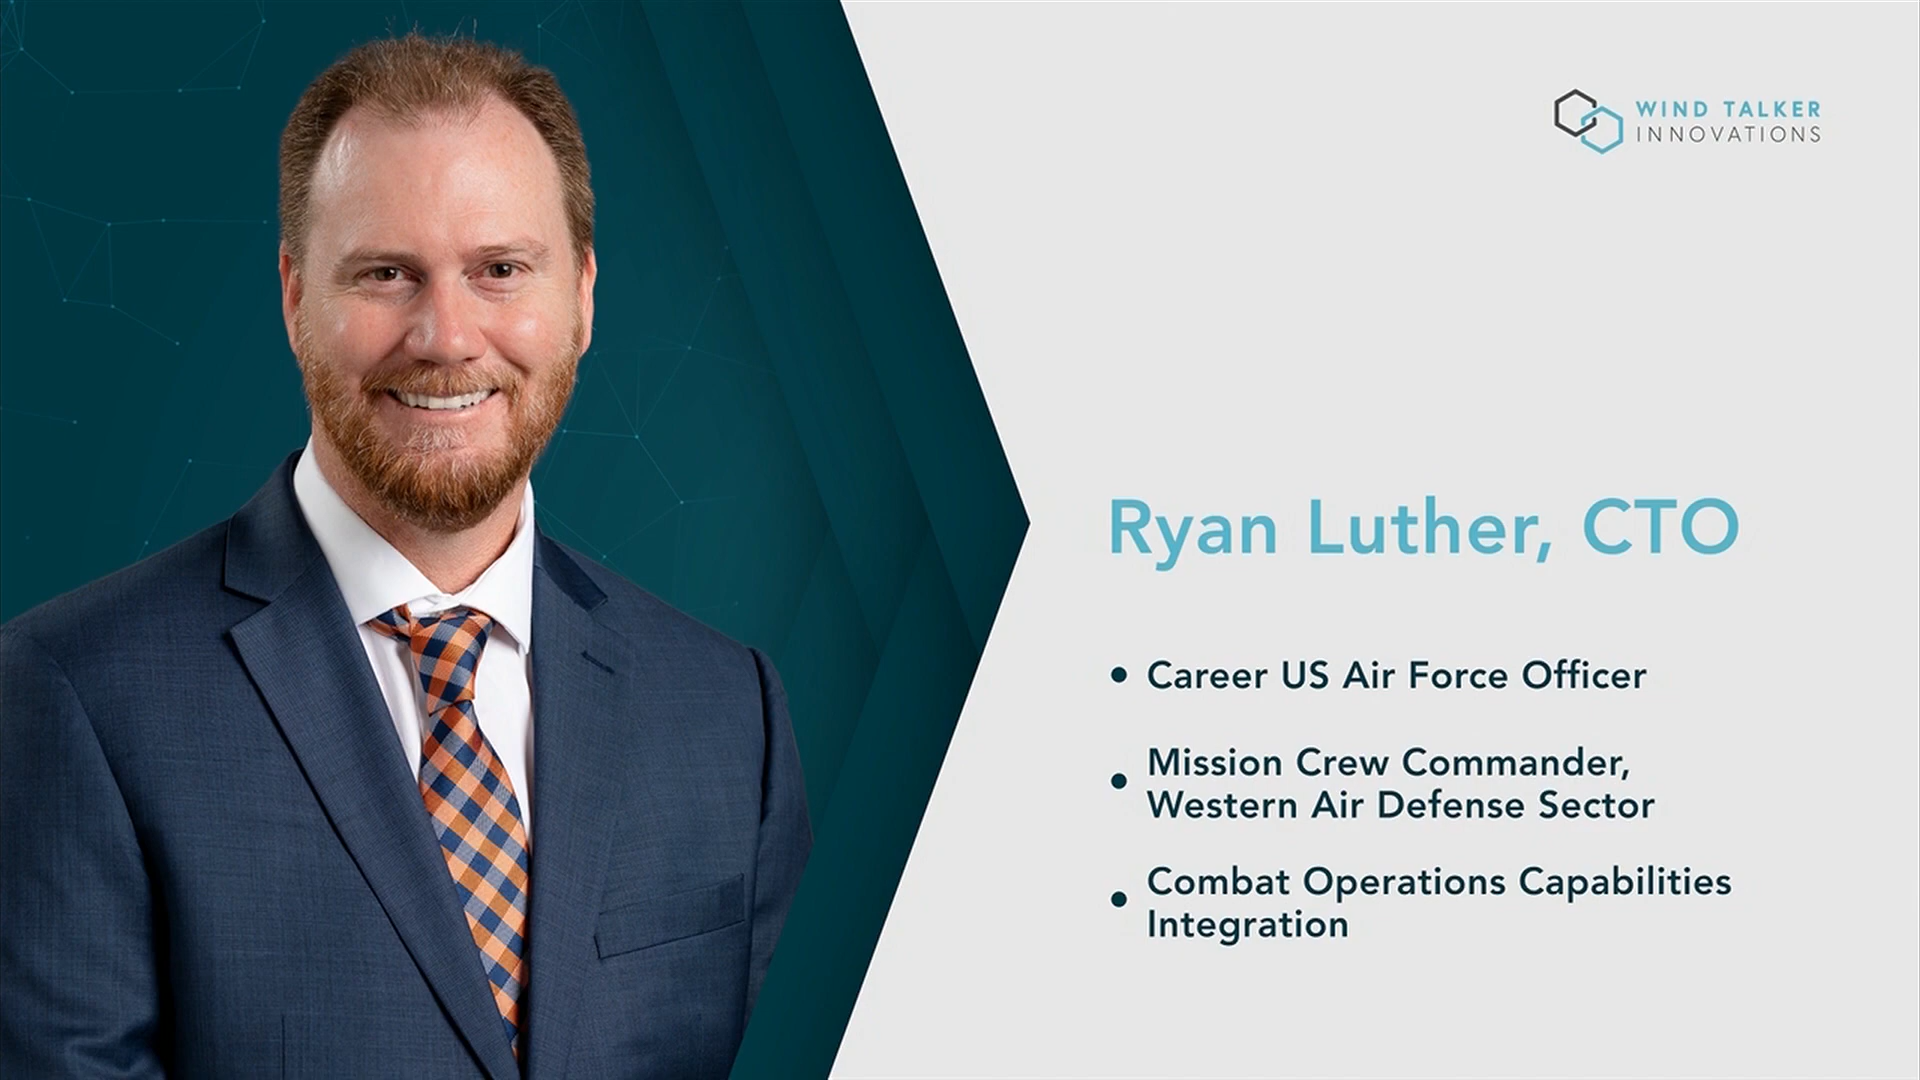 WIND TALKER
INNOVATIONS
Ryan Luther, CTO
• Career US Air Force Officer
• Mission Crew Commander,
Western Air Defense Sector
• Combat Operations Capabilities
Integration